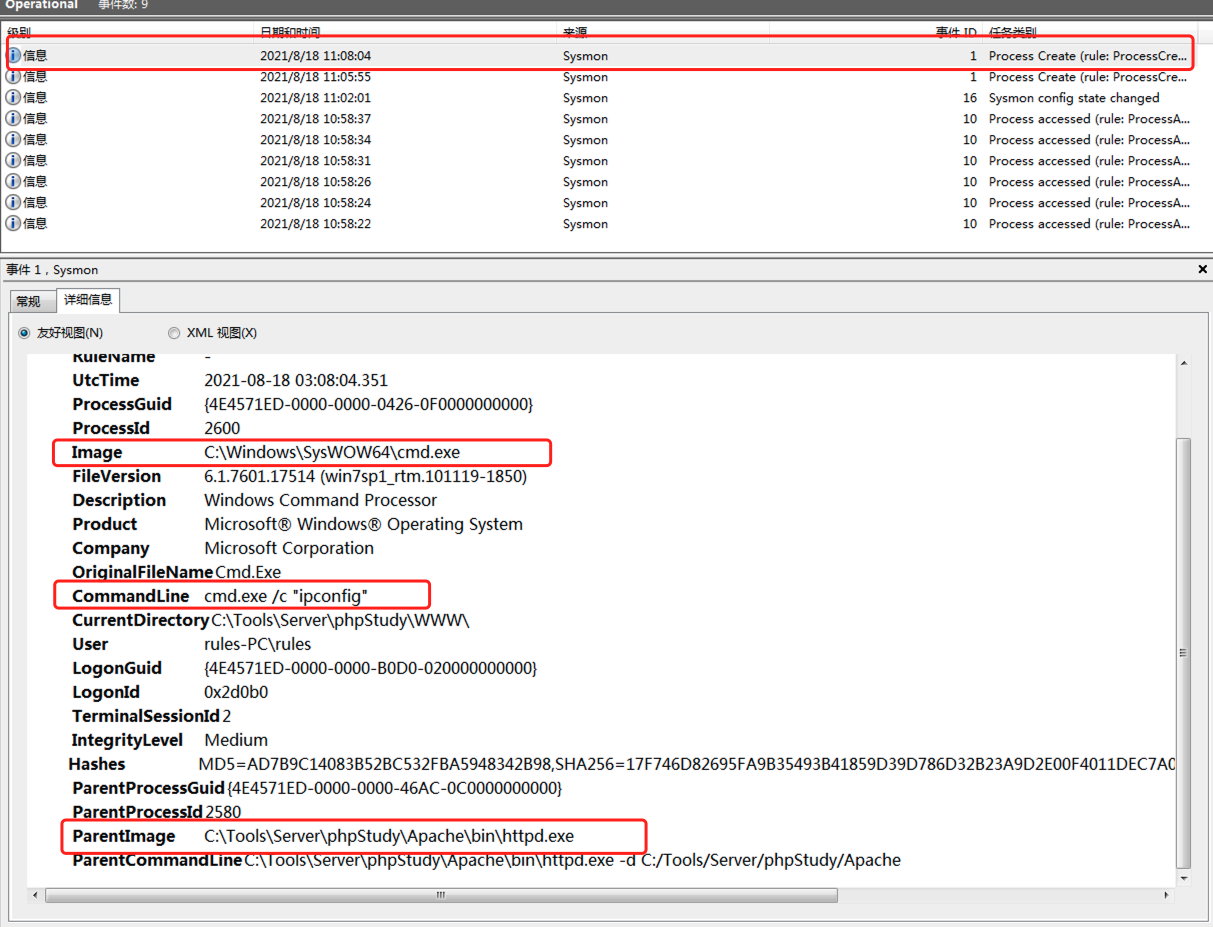 Operational 事件数: 9
级别 日期和时间 来源 事件 ID 任务类别
信息 2021/8/18 11:08:04 Sysmon 1 Process Create (rule: ProcessCre...
信息 2021/8/18 11:05:55 Sysmon 1 Process Create (rule: ProcessCre...
信息 2021/8/18 11:02:01 Sysmon 16 Sysmon config state changed
信息 2021/8/18 10:58:37 Sysmon 10 Process accessed (rule: ProcessA...
信息 2021/8/18 10:58:34 Sysmon 10 Process accessed (rule: ProcessA...
信息 2021/8/18 10:58:31 Sysmon 10 Process accessed (rule: ProcessA...
信息 2021/8/18 10:58:26 Sysmon 10 Process accessed (rule: ProcessA...
信息 2021/8/18 10:58:24 Sysmon 10 Process accessed (rule: ProcessA...
信息 2021/8/18 10:58:22 Sysmon 10 Process accessed (rule: ProcessA...
事件 1，Sysmon
常规 详细信息
友好视图(N) XML 视图(X)
RuleName -
UtcTime 2021-08-18 03:08:04.351
ProcessGuid {4E4571ED-0000-0000-0426-0F0000000000}
ProcessId 2600
Image C:\Windows\SysWOW64\cmd.exe
FileVersion 6.1.7601.17514 (win7sp1_rtm.101119-1850)
Description Windows Command Processor
Product Microsoft® Windows® Operating System
Company Microsoft Corporation
OriginalFileName Cmd.Exe
CommandLine cmd.exe /c "ipconfig"
CurrentDirectory C:\Tools\Server\phpStudy\WWW\
User rules-PC\rules
LogonGuid {4E4571ED-0000-0000-B0D0-020000000000}
LogonId 0x2d0b0
TerminalSessionId 2
IntegrityLevel Medium
Hashes MD5=AD7B9C14083B52BC532FBA5948342B98,SHA256=17F746D82695FA9B35493B41859D39D786D32B23A9D2E00F4011DEC7A0
ParentProcessGuid {4E4571ED-0000-0000-46AC-0C0000000000}
ParentProcessId 2580
ParentImage C:\Tools\Server\phpStudy\Apache\bin\httpd.exe
ParentCommandLine C:\Tools\Server\phpStudy\Apache\bin\httpd.exe -d C:/Tools/Server/phpStudy/Apache